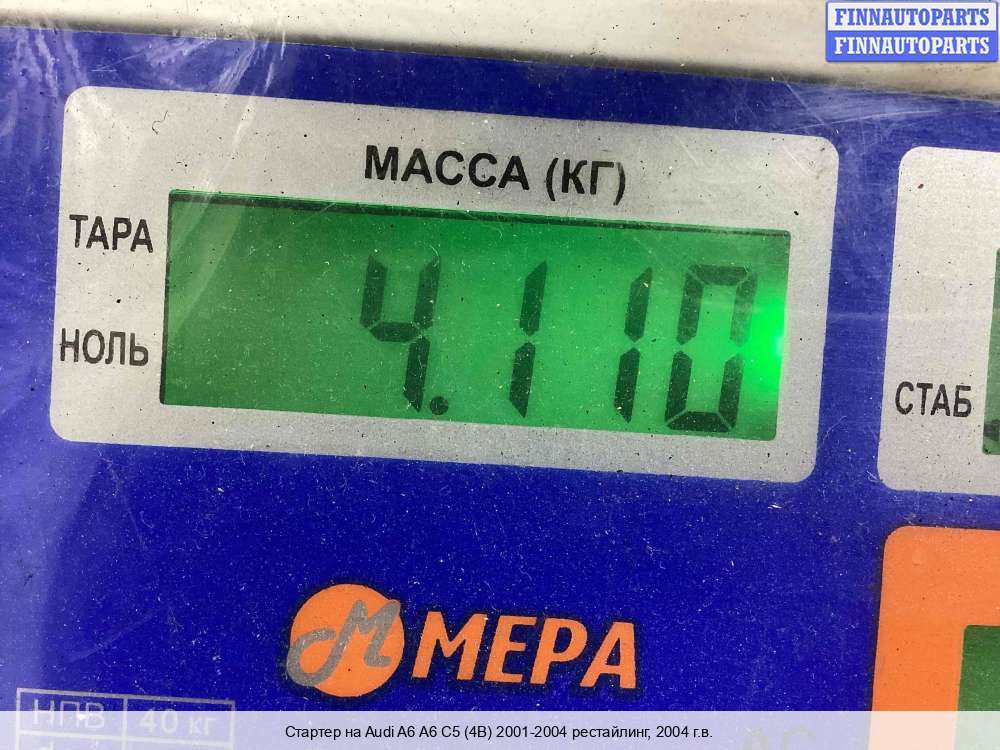 FINNAUTOPARTS
FINNAUTOPARTS
МАССА (КГ)
ТАРА
4.110
НОЛЬ
СТАБ
МЕРА
НПВ 40 кг
Стартер на Audi A6 A6 C5 (4B) 2001-2004 рестайлинг, 2004 г.в.